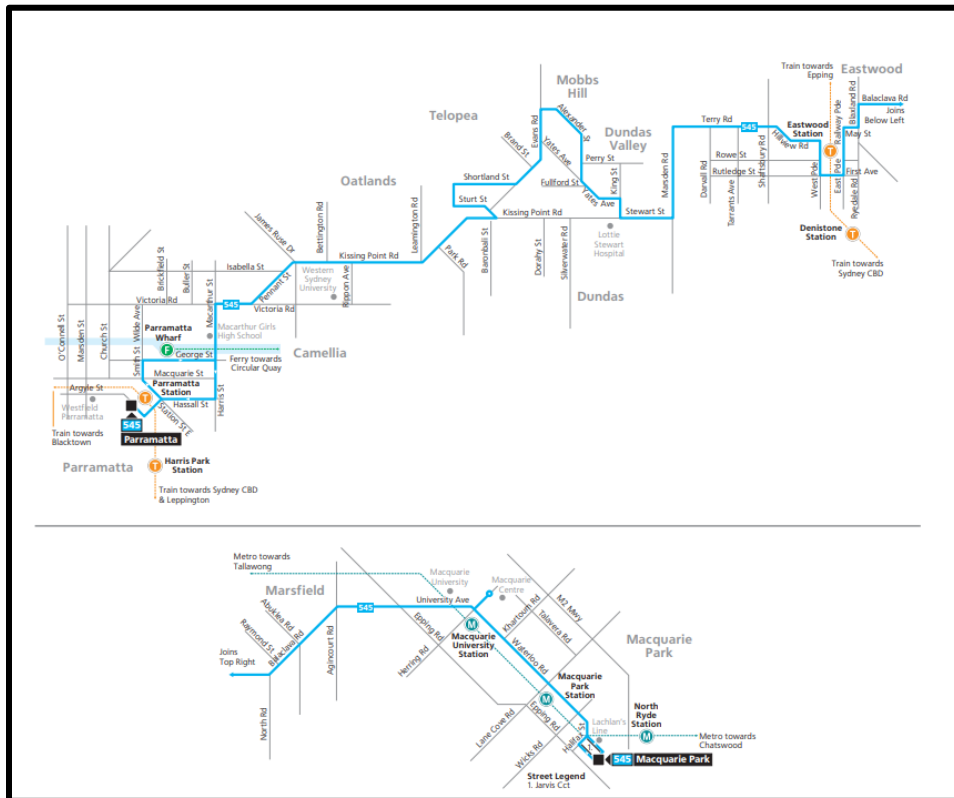 Train towards
Epping
Eastwood
Mobbs
Hill
Balaclava Rd
Joins
Below Left
Telopea
Evans Rd
Alexander St
Dundas
Valley
Terry Rd
545
Eastwood
Station
Hillview Rd
T
Railway Pde
Blaxland Rd
May St
Brand St
Yates Ave
Perry St
Marsden Rd
Rowe St
Rutledge St
First Ave
Oatlands
Shortland St
Fullford St
King St
Darvall Rd
Tarrants Ave
Shaftsbury Rd
West Pde
East Pde
Ryedale Rd
Sturt St
Yates Ave
Kissing Point Rd
Stewart St
James Ruse Dr
Bettington Rd
Leamington Rd
Park Rd
Baronbali St
Dorahy St
Silverwater Rd
Lottie
Stewart
Hospital
Denistone
Station
T
Train towards
Sydney CBD
Kissing Point Rd
Brickfield St
Buller St
Macarthur St
Isabella St
Pennant St
Western
Sydney
University
Rippon Ave
Dundas
Victoria Rd
545
Victoria Rd
O'Connell St
Marsden St
Church St
Wilde Ave
Parramatta
Wharf
F
Macarthur Girls
High School
Camellia
Smith St
George St
Ferry towards
Circular Quay
Macquarie St
Argyle St
Parramatta
Station
T
Hassall St
Harris St
Westfield
Parramatta
Station St E
545
Parramatta
Train towards
Blacktown
Parramatta
T
Harris Park
Station
Train towards Sydney CBD
& Leppington
Metro towards
Tallawong
Marsfield
Macquarie
University
Macquarie
Centre
University Ave
545
M2 Mwy
Abuklea Rd
Raymond St
Balaclava Rd
Agincourt Rd
Epping Rd
Herring Rd
M
Macquarie
University
Station
Khartoum Rd
Talavera Rd
Waterloo Rd
Macquarie
Park
Joins
Top Right
North Rd
Macquarie
Park
Station
M
Lane Cove Rd
Epping Rd
Wicks Rd
Halifax St
Lachlan's
Line
North
Ryde
Station
M
Metro towards
Chatswood
1
545
Macquarie Park
Street Legend
1. Jarvis Cct